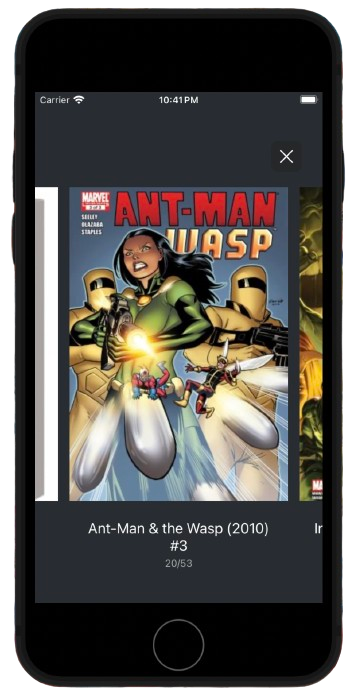 Carrier
10:41 PM
MARVEL
SEELEY
OLAZABA
STAPLES
ANT-MAN
WASP
Ant-Man & the Wasp (2010)
#3
In
20/53